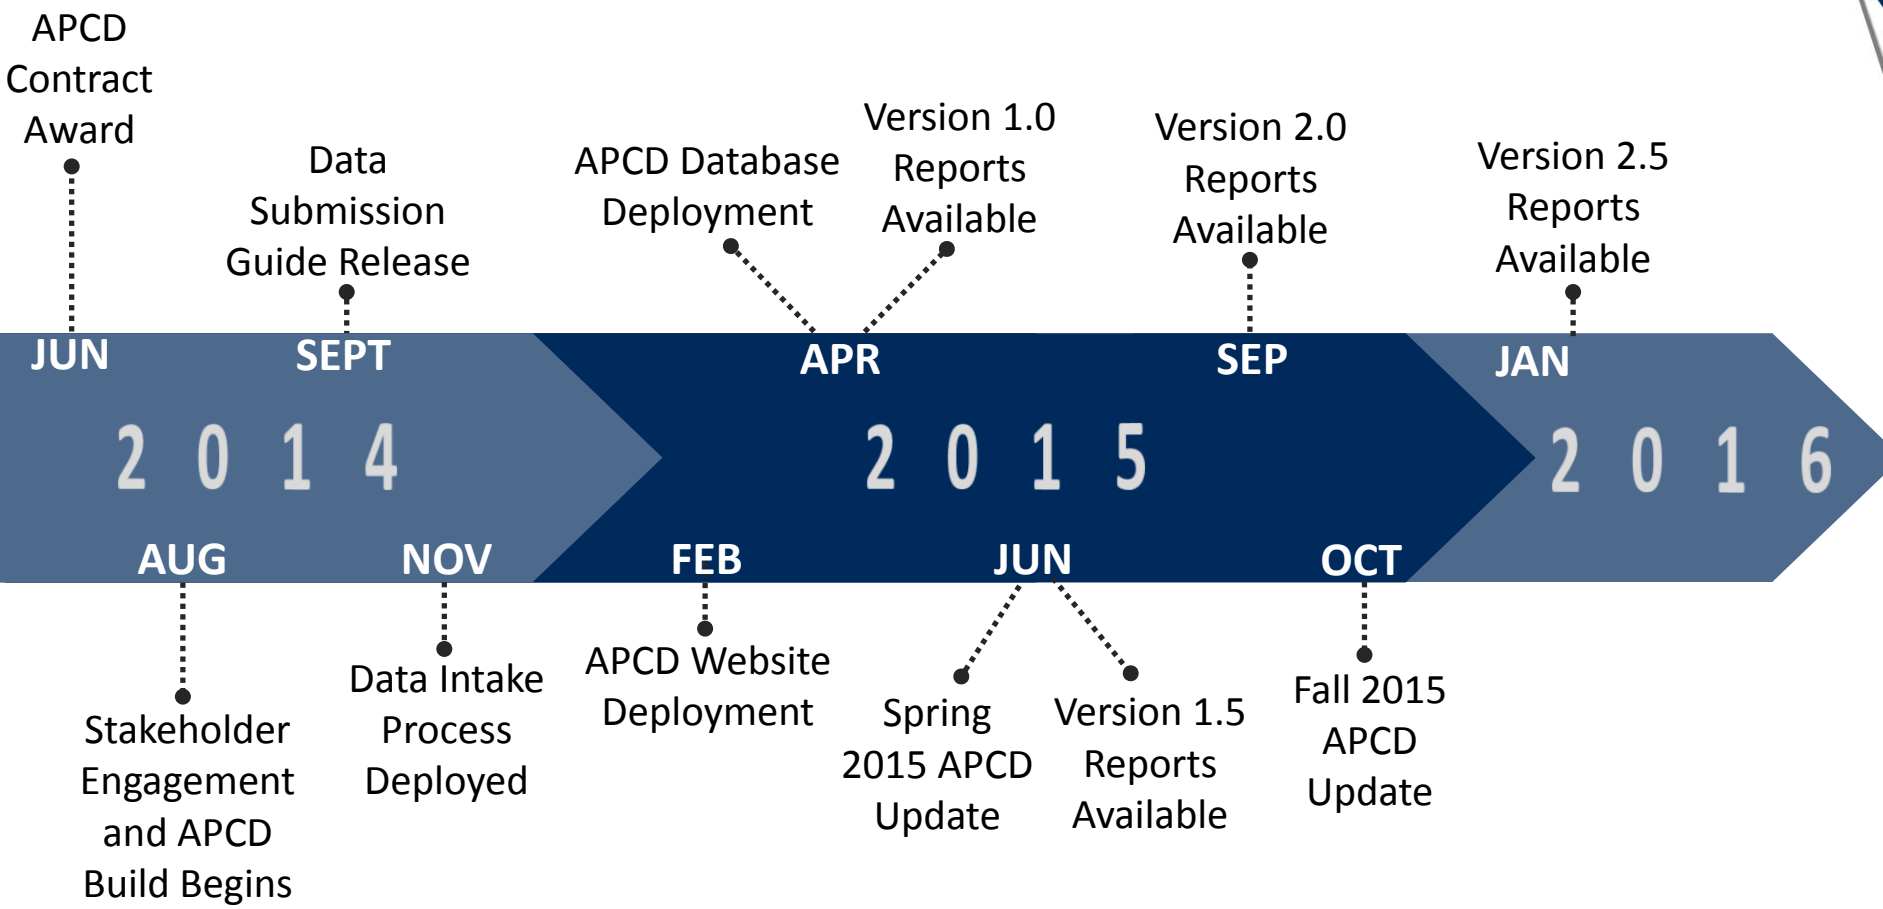 APCD
Contract
Award
Data
Submission
Guide Release
APCD Database
Deployment
Version 1.0
Reports
Available
Version 2.0
Reports
Available
Version 2.5
Reports
Available
JUN
SEPT
APR
SEP
JAN
2 0 1 4
2 0 1 5
2 0 1 6
AUG
NOV
FEB
JUN
OCT
Stakeholder
Engagement
and APCD
Build Begins
Data Intake
Process
Deployed
APCD Website
Deployment
Spring
2015 APCD
Update
Version 1.5
Reports
Available
Fall 2015
APCD
Update